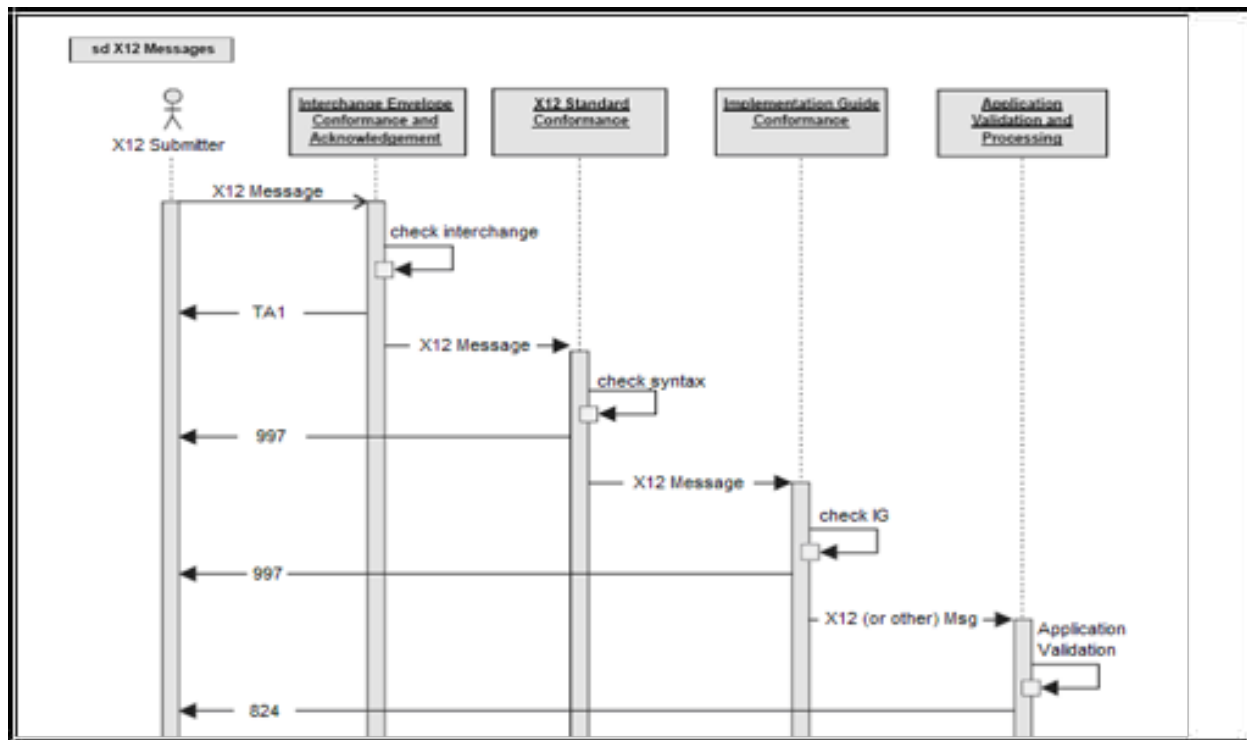 sd X12 Messages
X12 Submitter
Interchange Envelope
Conformance and
Acknowledgement
X12 Standard
Conformance
Implementation Guide
Conformance
Application
Validation and
Processing
X12 Message
check interchange
TA1
X12 Message
check syntax
997
X12 Message
check IG
997
X12 (or other) Msg
Application
Validation
824